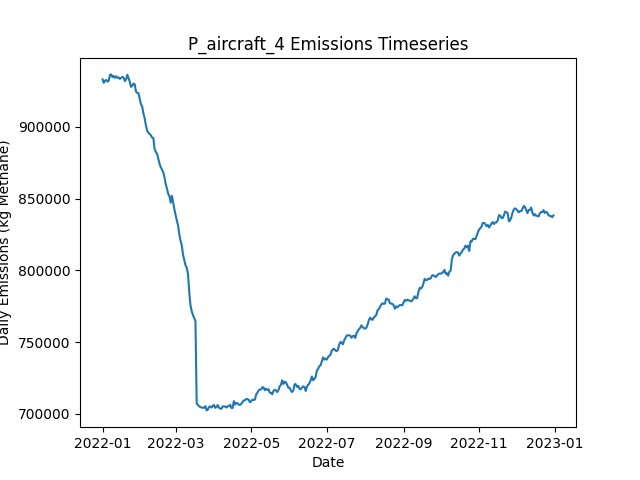 P_aircraft_4 Emissions Timeseries
Daily Emissions (kg Methane)
900000
850000
800000
750000
700000
2022-01 2022-03 2022-05 2022-07 2022-09 2022-11 2023-01
Date